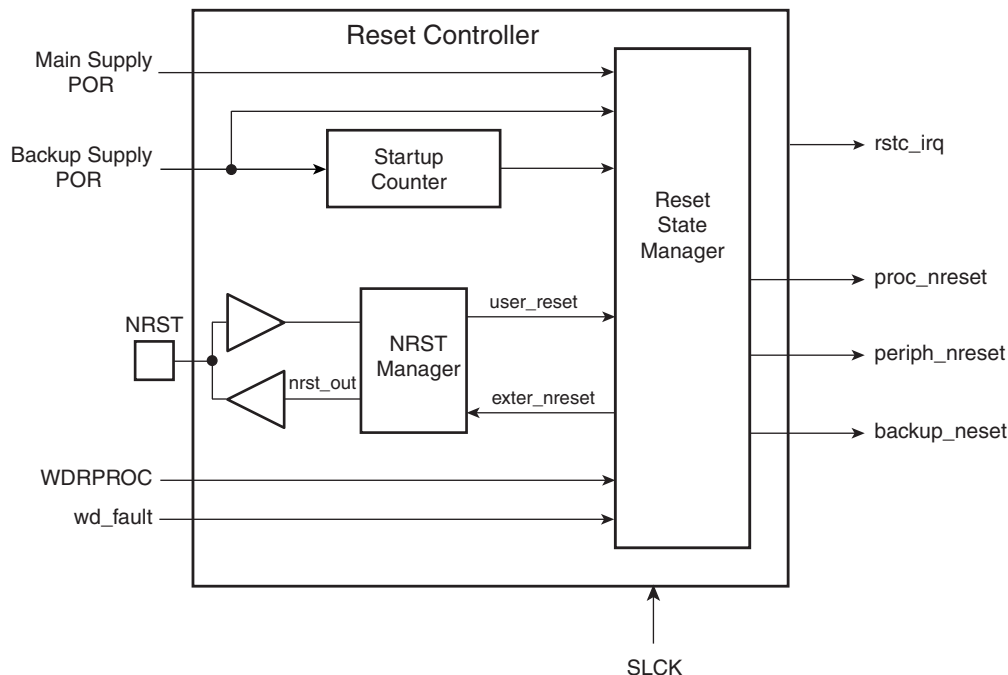 Reset Controller
Main Supply
POR
Backup Supply
POR
Startup
Counter
Reset
State
Manager
rstc_irq
proc_nreset
periph_nreset
backup_neset
NRST
user_reset
NRST
Manager
nrst_out
exter_nreset
WDRPROC
wd_fault
SLCK